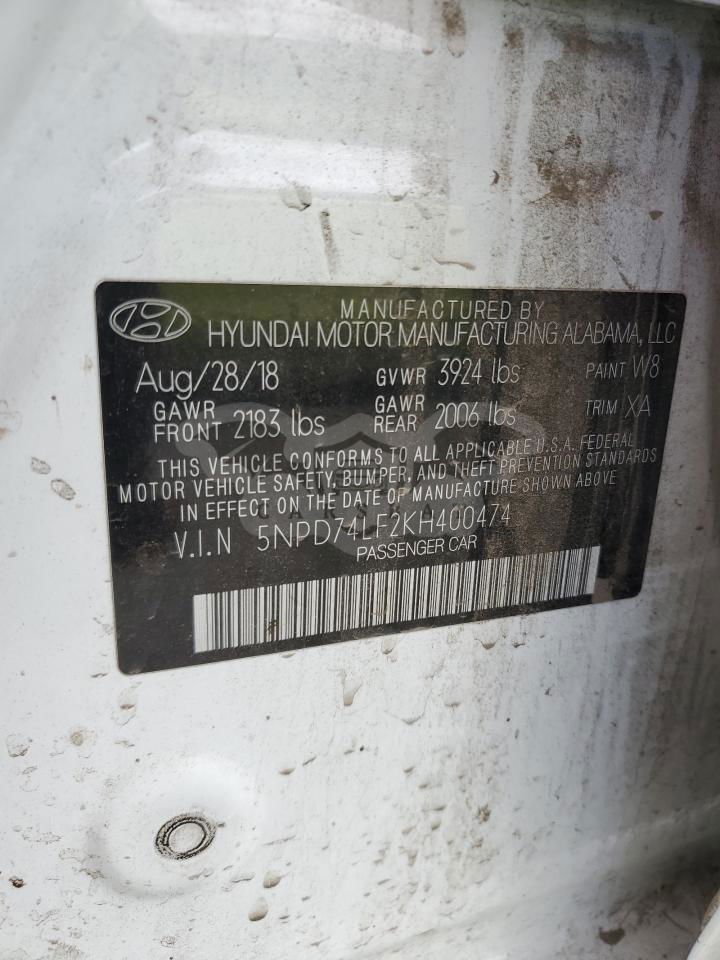 MANUFACTURED BY
HYUNDAI MOTOR MANUFACTURING ALABAMA, LLC
Aug/28/18 GVWR 3924 lbs PAINT W8
GAWR FRONT 2183 lbs GAWR REAR 2006 lbs TRIM XA
THIS VEHICLE CONFORMS TO ALL APPLICABLE U.S.A. FEDERAL
MOTOR VEHICLE SAFETY, BUMPER, AND THEFT PREVENTION STANDARDS
IN EFFECT ON THE DATE OF MANUFACTURE SHOWN ABOVE
V.I.N 5NPD74LF2KH400474
PASSENGER CAR